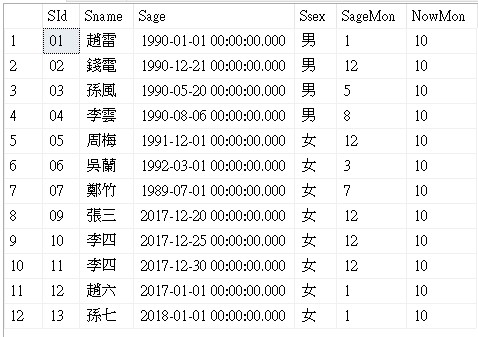 SId Sname Sage Ssex SageMon NowMon
1 01 趙雷 1990-01-01 00:00:00.000 男 1 10
2 02 錢電 1990-12-21 00:00:00.000 男 12 10
3 03 孫風 1990-05-20 00:00:00.000 男 5 10
4 04 李雲 1990-08-06 00:00:00.000 男 8 10
5 05 周梅 1991-12-01 00:00:00.000 女 12 10
6 06 吳蘭 1992-03-01 00:00:00.000 女 3 10
7 07 鄭竹 1989-07-01 00:00:00.000 女 7 10
8 09 張三 2017-12-20 00:00:00.000 女 12 10
9 10 李四 2017-12-25 00:00:00.000 女 12 10
10 11 李四 2017-12-30 00:00:00.000 女 12 10
11 12 趙六 2017-01-01 00:00:00.000 女 1 10
12 13 孫七 2018-01-01 00:00:00.000 女 1 10